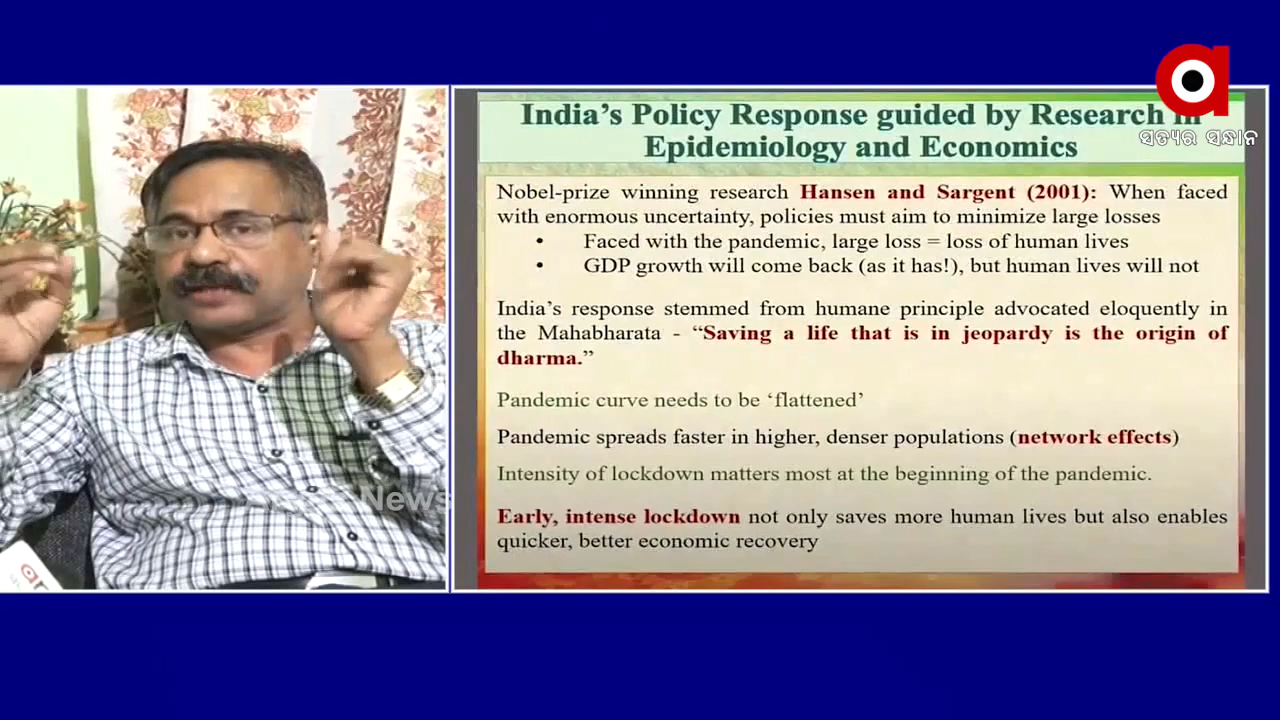 India's Policy Response guided by Research in
Epidemiology and Economics
ସତ୍ୟର ସନ୍ଧାନ
Nobel-prize winning research Hansen and Sargent (2001): When faced
with enormous uncertainty, policies must aim to minimize large losses
• Faced with the pandemic, large loss = loss of human lives
• GDP growth will come back (as it has!), but human lives will not
India's response stemmed from humane principle advocated eloquently in
the Mahabharata - “Saving a life that is in jeopardy is the origin of
dharma.”
Pandemic curve needs to be ‘flattened’
Pandemic spreads faster in higher, denser populations (network effects)
Intensity of lockdown matters most at the beginning of the pandemic.
Early, intense lockdown not only saves more human lives but also enables
quicker, better economic recovery
News